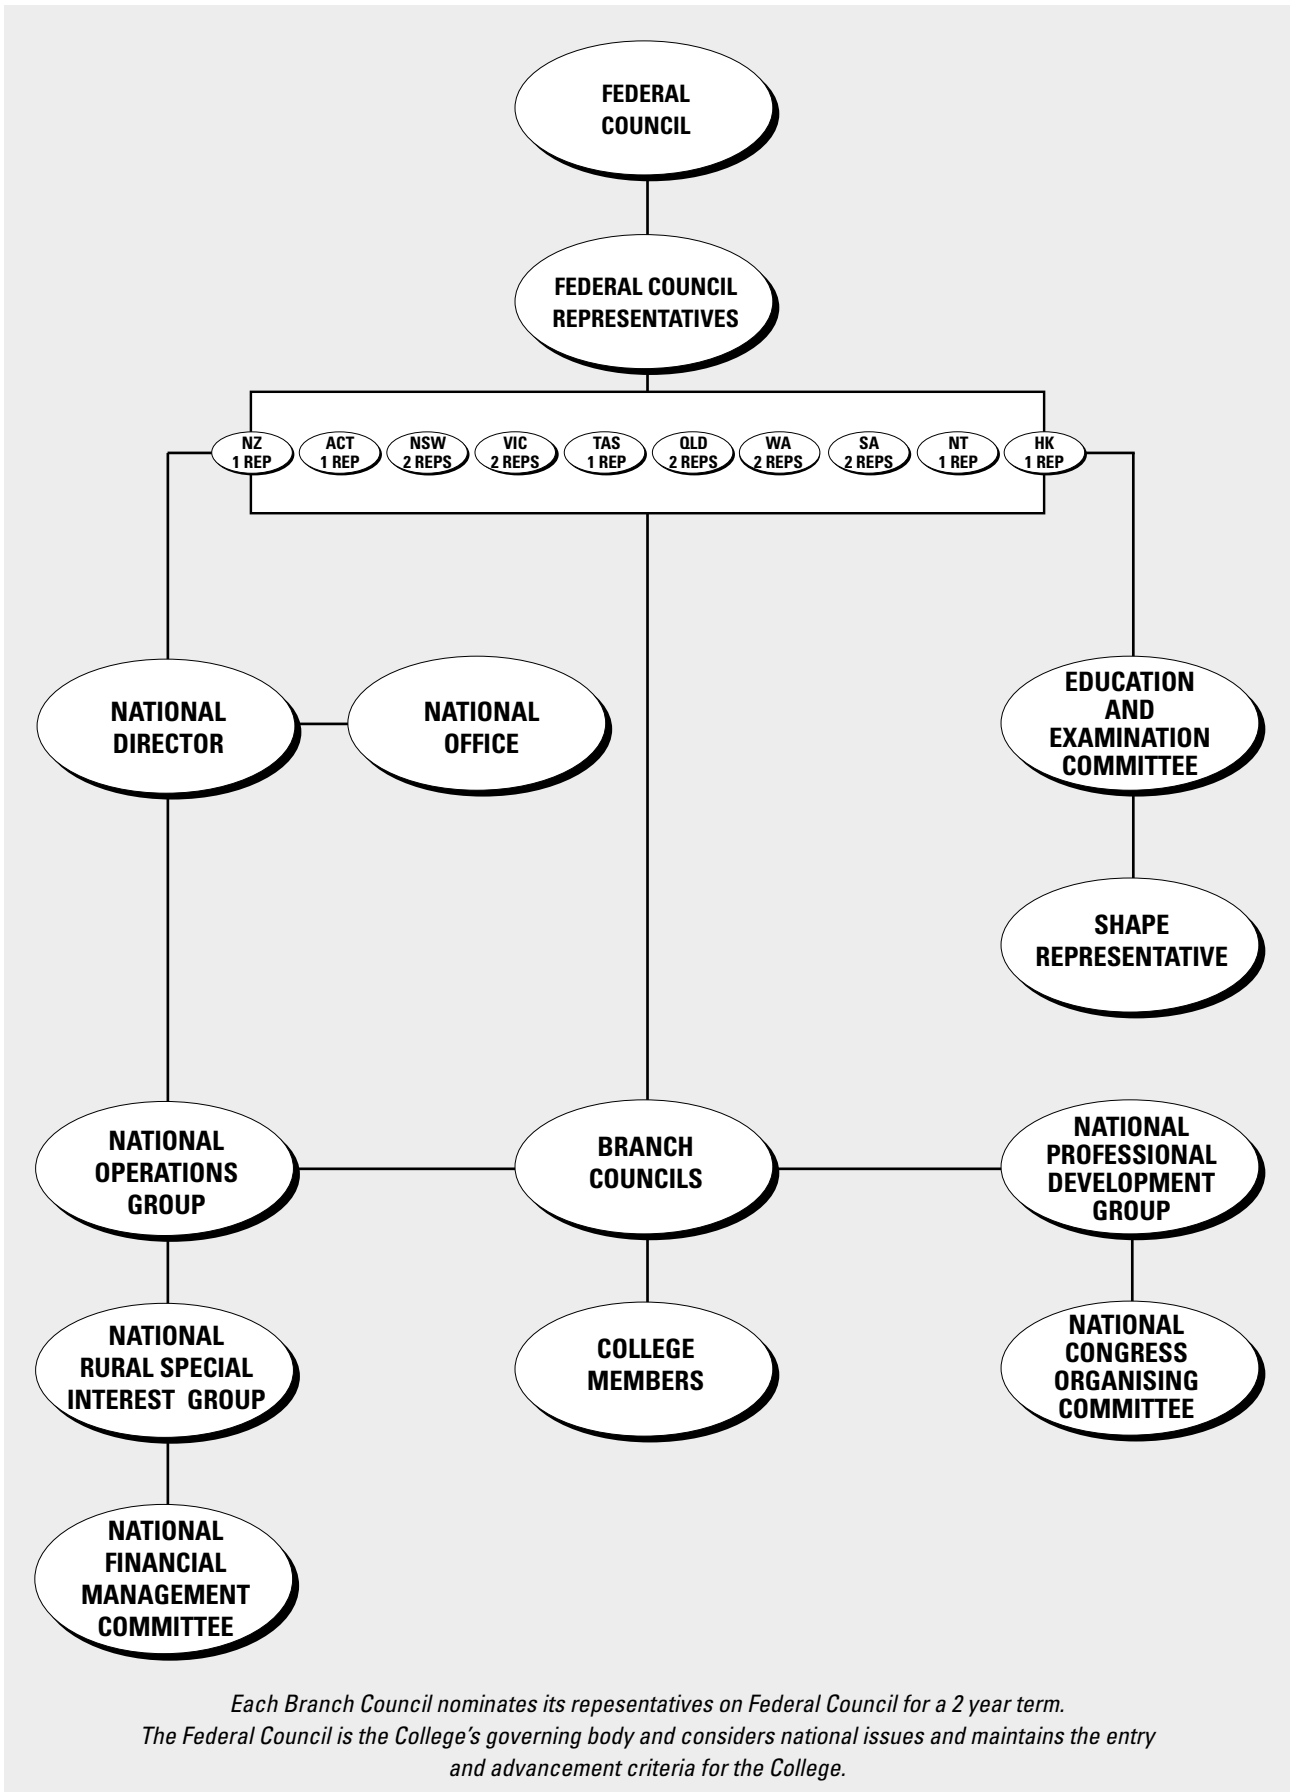 FEDERAL
COUNCIL
FEDERAL COUNCIL
REPRESENTATIVES
NZ
1 REP
ACT
1 REP
NSW
2 REPS
VIC
2 REPS
TAS
1 REP
QLD
2 REPS
WA
2 REPS
SA
2 REPS
NT
1 REP
HK
1 REP
NATIONAL
DIRECTOR
NATIONAL
OFFICE
EDUCATION
AND
EXAMINATION
COMMITTEE
SHAPE
REPRESENTATIVE
NATIONAL
OPERATIONS
GROUP
BRANCH
COUNCILS
NATIONAL
PROFESSIONAL
DEVELOPMENT
GROUP
NATIONAL
RURAL SPECIAL
INTEREST GROUP
COLLEGE
MEMBERS
NATIONAL
CONGRESS
ORGANISING
COMMITTEE
NATIONAL
FINANCIAL
MANAGEMENT
COMMITTEE
Each Branch Council nominates its repesentatives on Federal Council for a 2 year term.
The Federal Council is the College's governing body and considers national issues and maintains the entry
and advancement criteria for the College.